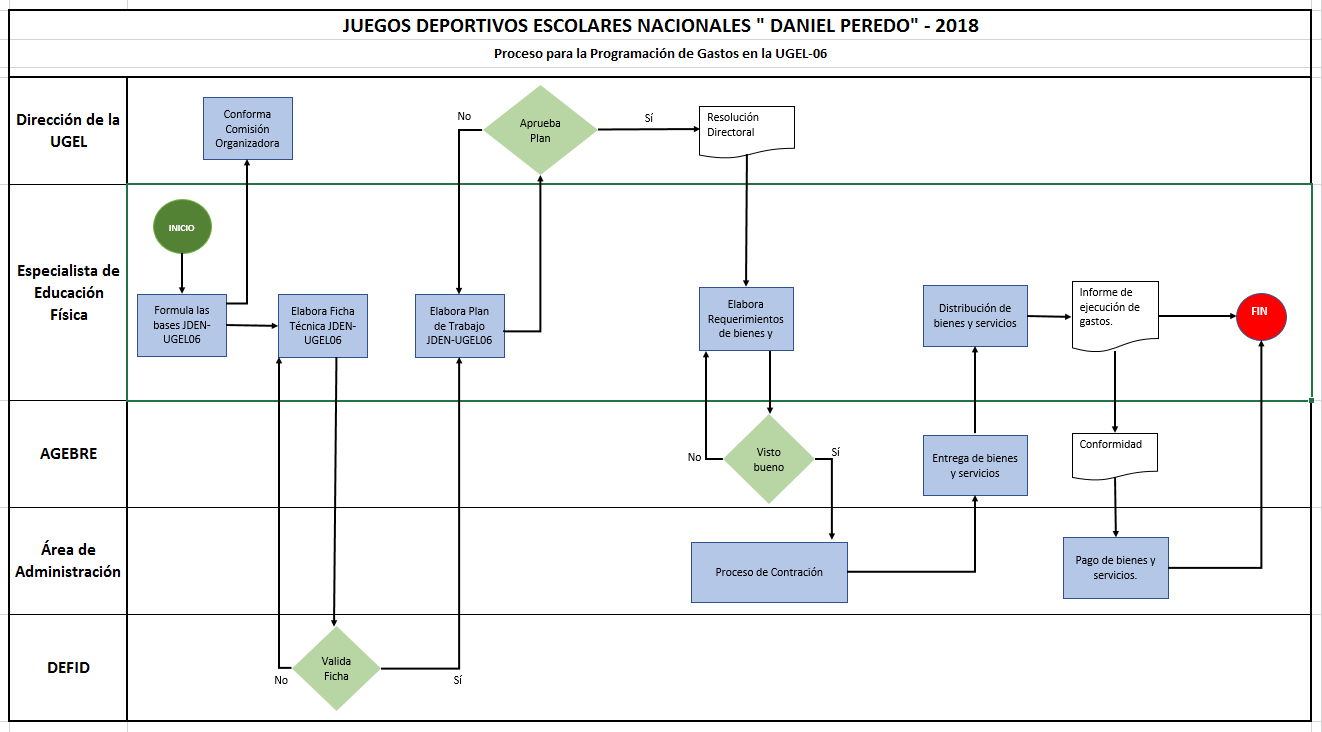 JUEGOS DEPORTIVOS ESCOLARES NACIONALES " DANIEL PEREDO" - 2018
Proceso para la Programación de Gastos en la UGEL-06
Dirección de la
UGEL
Conforma
Comisión
Organizadora
No
Aprueba
Plan
Sí
Resolución
Directoral
Especialista de
Educación
Física
INICIO
Formula las
bases JDEN-
UGEL06
Elabora Ficha
Técnica JDEN-
UGEL06
Elabora Plan
de Trabajo
JDEN-UGEL06
Elabora
Requerimientos
de bienes y
Distribución de
bienes y servicios
Informe de
ejecución de
gastos.
FIN
AGEBRE
No
Visto
bueno
Sí
Entrega de bienes
y servicios
Conformidad
Área de
Administración
Proceso de Contración
Pago de bienes y
servicios.
DEFID
No
Valida
Ficha
Sí